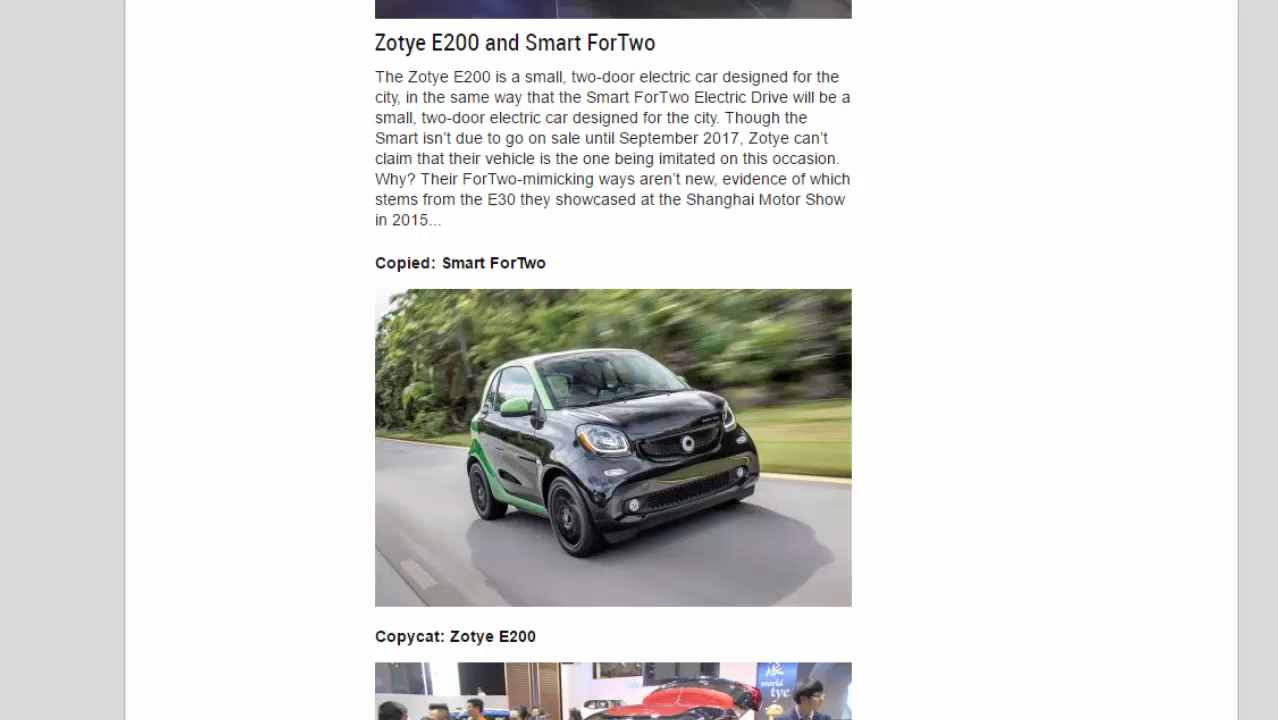 Zotye E200 and Smart ForTwo
The Zotye E200 is a small, two-door electric car designed for the
city, in the same way that the Smart ForTwo Electric Drive will be a
small, two-door electric car designed for the city. Though the
Smart isn’t due to go on sale until September 2017, Zotye can’t
claim that their vehicle is the one being imitated on this occasion.
Why? Their ForTwo-mimicking ways aren’t new, evidence of which
stems from the E30 they showcased at the Shanghai Motor Show
in 2015...
Copied: Smart ForTwo
Copycat: Zotye E200
world
tye